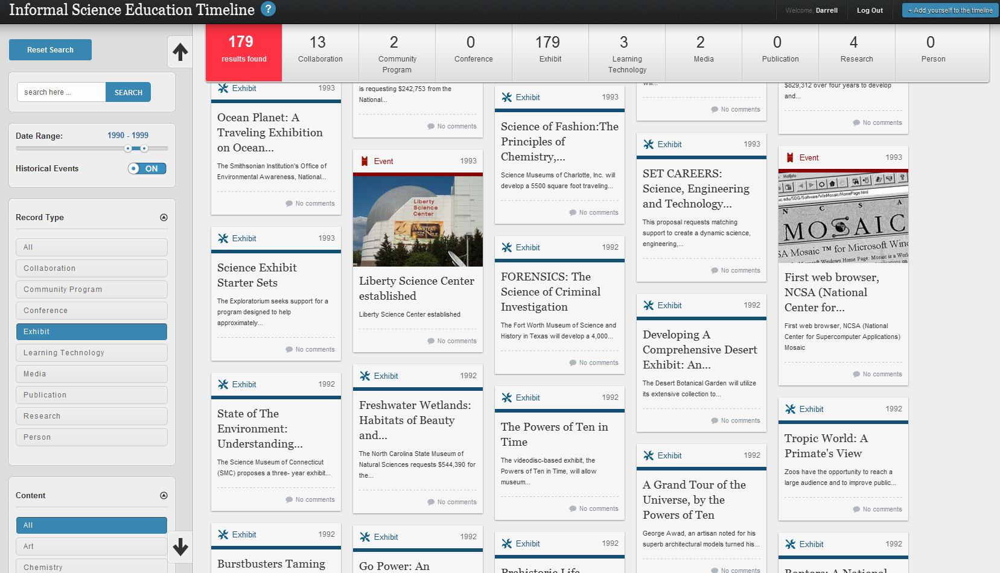 Informal Science Education Timeline ?
Welcome, Darrell
Log Out
+ Add yourself to the timeline
Reset Search
search here ...
SEARCH
Date Range:
1990 - 1999
Historical Events
ON
Record Type
All
Collaboration
Community Program
Conference
Exhibit
Learning Technology
Media
Publication
Research
Person
Content
All
Art
Chemistry
179
results found
13
Collaboration
2
Community
Program
0
Conference
179
Exhibit
3
Learning
Technology
2
Media
0
Publication
4
Research
0
Person
Exhibit 1993
Ocean Planet: A
Traveling Exhibition
on Ocean...
The Smithsonian Institution's Office of
Environmental Awareness, National...
No comments
Exhibit 1993
Science Exhibit
Starter Sets
The Exploratorium seeks support for a
program designed to help
approximately...
No comments
Exhibit 1992
State of The
Environment:
Understanding...
The Science Museum of Connecticut
(SMC) proposes a three- year exhibit...
No comments
Exhibit 1992
Burstbusters Taming
is requesting $242,753 from the
National...
No comments
Event 1993
Liberty
Science
Center
MYSTERY
OF THE
NILE
Liberty Science Center
established
Liberty Science Center established
No comments
Exhibit 1992
Freshwater Wetlands:
Habitats of Beauty
and...
The North Carolina State Museum of
Natural Sciences requests $544,390 for
the...
No comments
Exhibit 1992
Go Power: An
Exhibit 1993
Science of Fashion:The
Principles of
Chemistry,...
Science Museums of Charlotte, Inc. will
develop a 5500 square foot traveling...
No comments
Exhibit 1992
FORENSICS: The
Science of Criminal
Investigation
The Fort Worth Museum of Science and
History in Texas will develop a 4,000...
No comments
Exhibit 1992
The Powers of Ten in
Time
The videodisc-based exhibit, the
Powers of Ten in Time, will allow
museum...
No comments
Exhibit 1992
Prehistoric Life
will...
No comments
Exhibit 1993
SET CAREERS:
Science, Engineering
and Technology...
This proposal requests matching
support to create a dynamic science,
engineering,...
No comments
Exhibit 1992
Developing A
Comprehensive Desert
Exhibit: An...
The Desert Botanical Garden will utilize
its extensive collection to...
No comments
Exhibit 1992
A Grand Tour of the
Universe, by the
Powers of Ten
George Awad, an artisan noted for his
superb architectural models turned his...
No comments
$829,312 over four years to develop
and...
No comments
Event 1993
Hotlists
uc.edu/SDG/Software/WinMosaic/HomePage.html
N C S A
MOSAIC
SA Mosaic ™ for Microsoft Wind
Microsoft Windows Home Page
First web browser,
NCSA (National
Center for...
First web browser, NCSA (National
Center for Supercomputer Applications)
Mosaic
No comments
Exhibit 1992
Tropic World: A
Primate's View
Zoos have the opportunity to reach a
large audience and to improve public...
No comments
Exhibit 1992
Raptors: A National